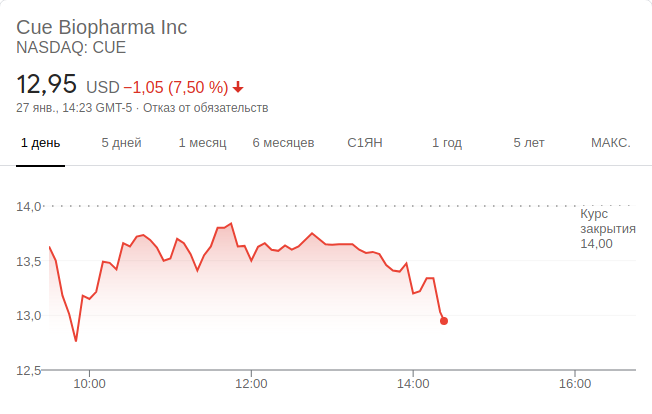 Cue Biopharma Inc
NASDAQ: CUE
12,95 USD −1,05 (7,50 %)
27 янв., 14:23 GMT-5 · Отказ от обязательств
1 день 5 дней 1 месяц 6 месяцев С1ЯН 1 год 5 лет МАКС.
14,0
Курс
закрытия
14,00
13,5
13,0
12,5
10:00 12:00 14:00 16:00